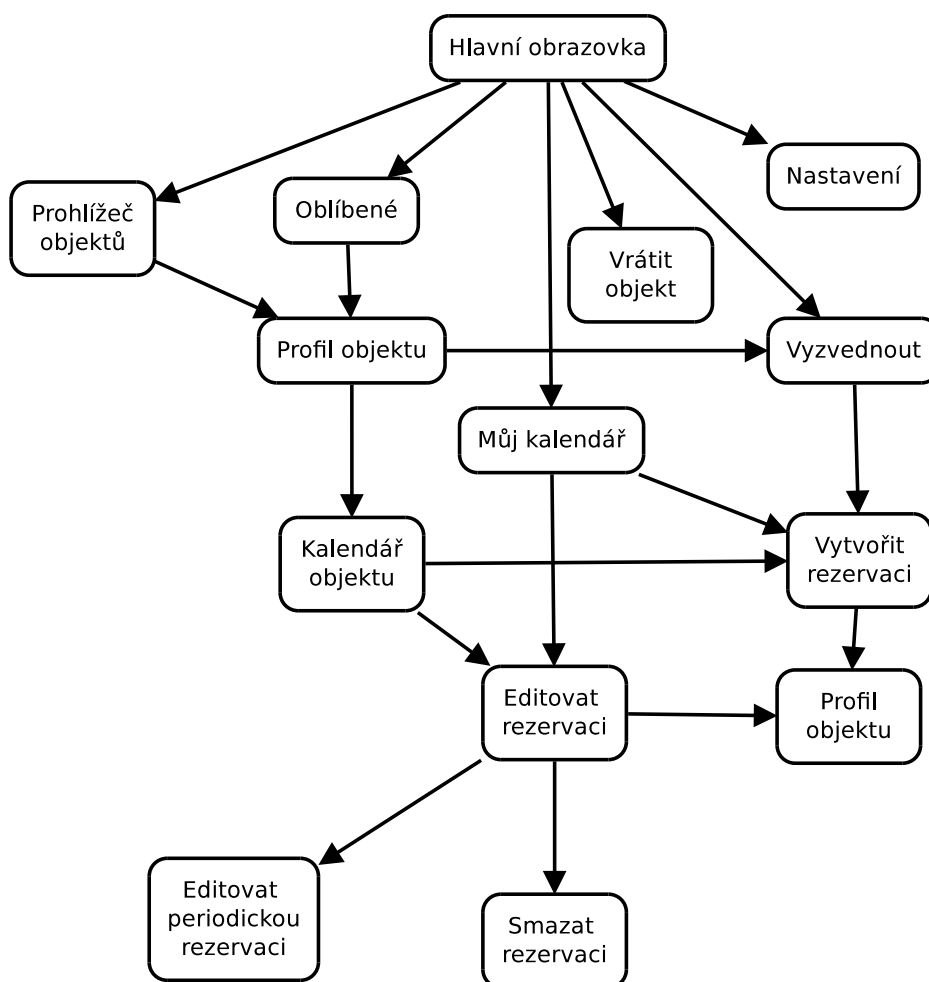 Hlavní obrazovka
Nastavení
Prohlížeč
objektů
Oblíbené
Vrátit
objekt
Profil objektu
Vyzvednout
Můj kalendář
Kalendář
objektu
Vytvořit
rezervaci
Editovat
rezervaci
Profil
objektu
Editovat
periodickou
rezervaci
Smazat
rezervaci